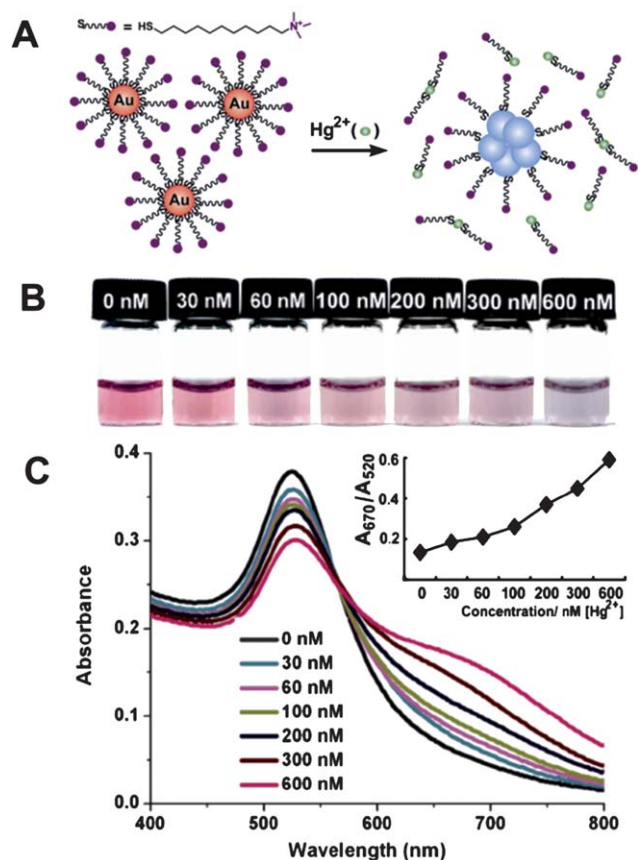 A
S = HS N+
Au Au
Au
Hg2+( )
S S S S S S S S S S S S
B
0 nM 30 nM 60 nM 100 nM 200 nM 300 nM 600 nM
C
0.4
0.3
0.2
0.1
0.0
Absorbance
400 500 600 700 800
Wavelength (nm)
0 nM
30 nM
60 nM
100 nM
200 nM
300 nM
600 nM
A670/A520
0.6
0.4
0.2
0 30 60 100 200 300 600
Concentration/ nM [Hg2+]